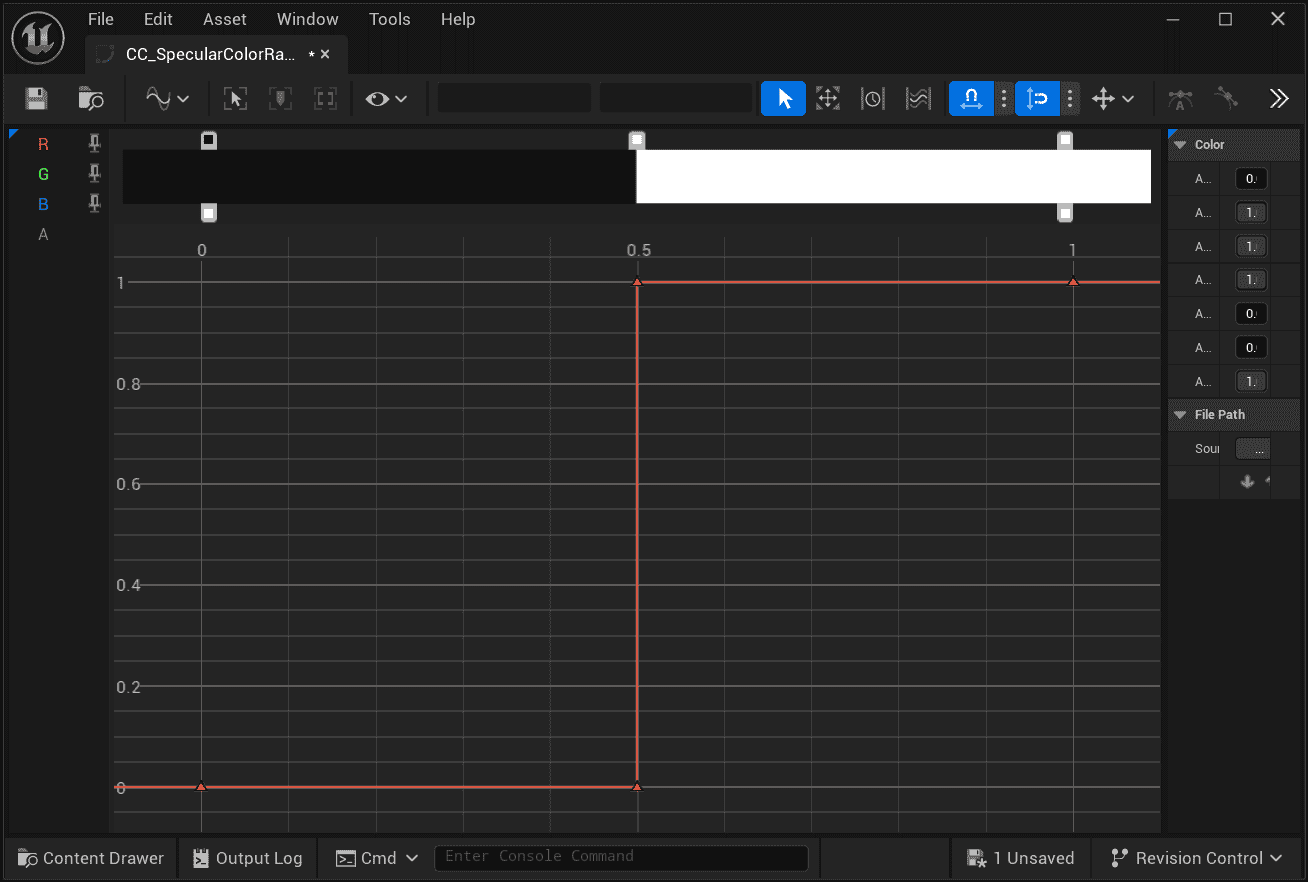 File Edit Asset Window Tools Help
CC_SpecularColorRa... *
R
G
B
A
0 0.5 1
1
0.8
0.6
0.4
0.2
0
Color
A... 0.
A... 1.
A... 1.
A... 1.
A... 0.
A... 0.
A... 1.
File Path
Sour ...
Content Drawer Output Log Cmd Enter Console Command 1 Unsaved Revision Control